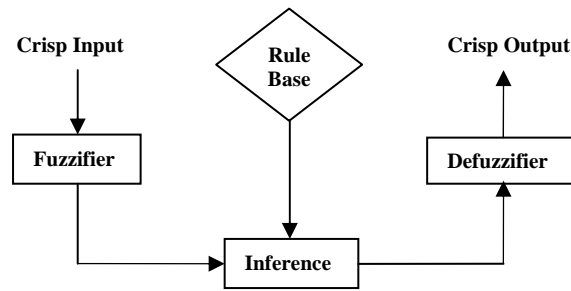 Crisp Input
Rule
Base
Crisp Output
Fuzzifier
Defuzzifier
Inference